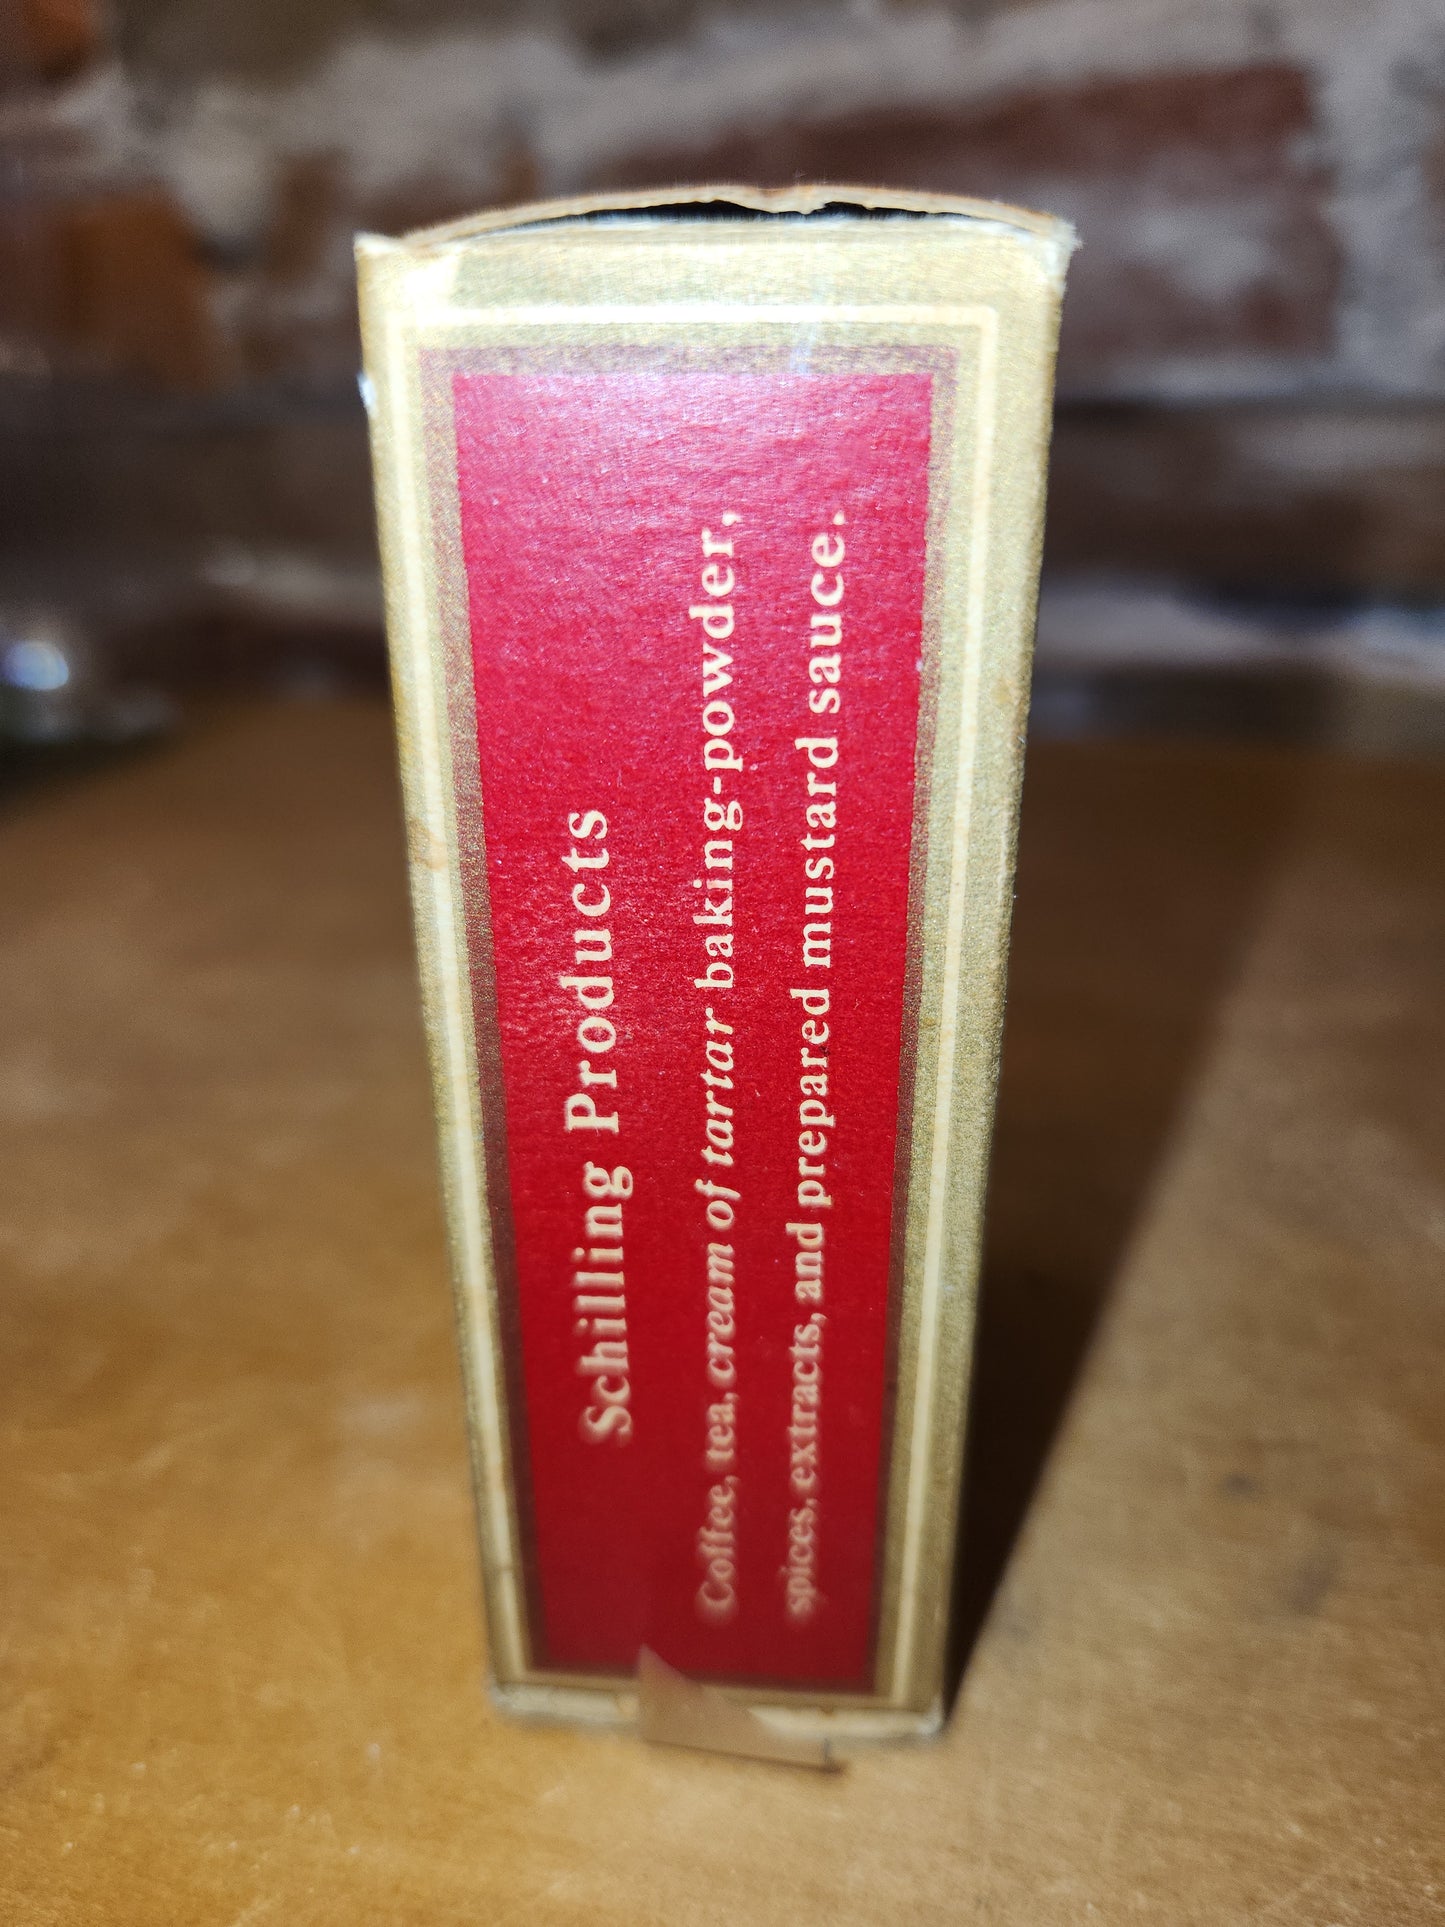 Schilling Products
Coffee, tea, cream of tartar baking-powder,
spices, extracts, and prepared mustard sauce.